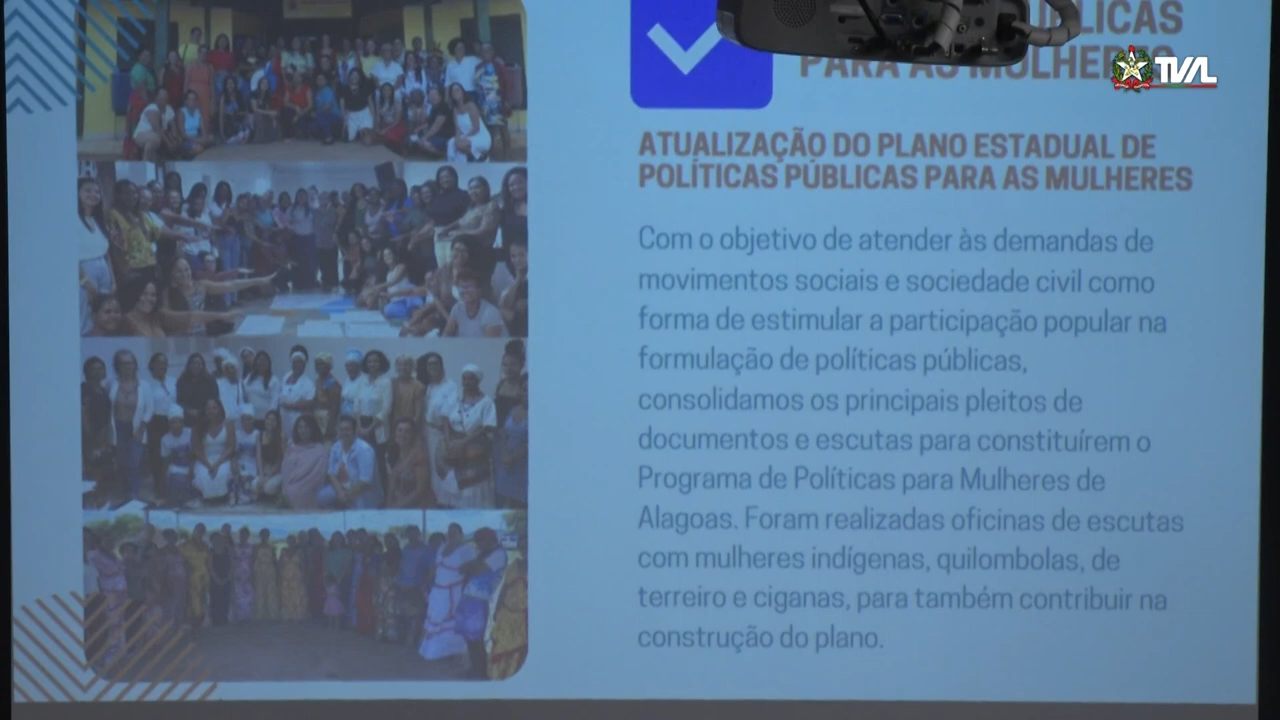 PARA AS MULHERES
TVAL
ATUALIZAÇÃO DO PLANO ESTADUAL DE
POLÍTICAS PÚBLICAS PARA AS MULHERES
Com o objetivo de atender às demandas de
movimentos sociais e sociedade civil como
forma de estimular a participação popular na
formulação de políticas públicas,
consolidamos os principais pleitos de
documentos e escutas para constituírem o
Programa de Políticas para Mulheres de
Alagoas. Foram realizadas oficinas de escutas
com mulheres indígenas, quilombolas, de
terreiro e ciganas, para também contribuir na
construção do plano.